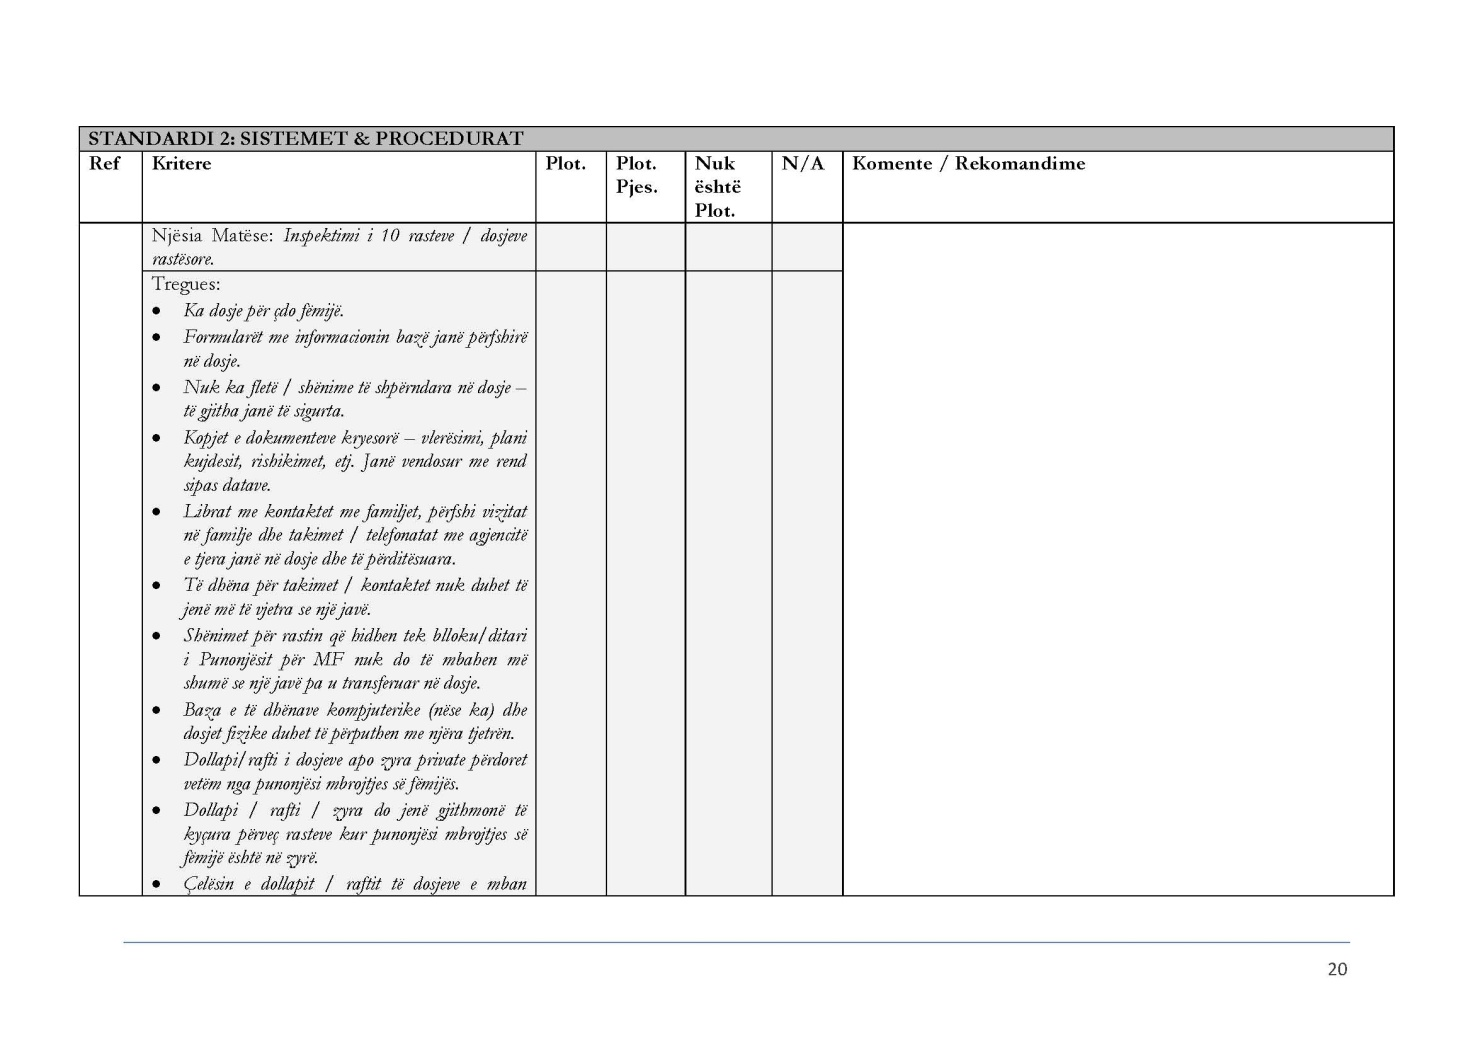 STANDARDI 2: SISTEMET & PROCEDURAT
Ref Kritere Plot. Plot. Pjes. Nuk është Plot. N/A Komente / Rekomandime
Njësia Matëse: Inspektimi i 10 rasteve / dosjeve
rastësore.
Tregues:
• Ka dosje për çdo fëmijë.
• Formularët me informacionin bazë janë përfshirë
në dosje.
• Nuk ka fletë / shënime të shpërndara në dosje –
të gjitha janë të sigurta.
• Kopjet e dokumenteve kryesorë – vlerësimi, plani
kujdesit, rishikimet, etj. Janë vendosur me rend
sipas datave.
• Librat me kontaktet me familjet, përfshi vizitat
në familje dhe takimet / telefonatat me agjencitë
e tjera janë në dosje dhe të përditësuara.
• Të dhëna për takimet / kontaktet nuk duhet të
jenë më të vjetra se një javë.
• Shënimet për rastin që hidhen tek blloku/ditari
i Punonjësit për MF nuk do të mbahen më
shumë se një javë pa u transferuar në dosje.
• Baza e të dhënave kompjuterike (nëse ka) dhe
dosjet fizike duhet të përputhen me njëra tjetrën.
• Dollapi/rafti i dosjeve apo zyra private përdoret
vetëm nga punonjësi mbrojtjes së fëmijës.
• Dollapi / rafti / zyra do jenë gjithmonë të
kyçura përveç rasteve kur punonjësi mbrojtjes së
fëmijë është në zyrë.
• Çelësin e dollapit / raftit të dosjeve e mban
20